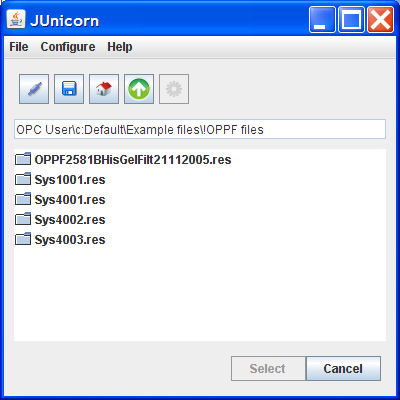 JUnicorn
File Configure Help
OPC User\c:Default\Example files\!OPPF files
OPPF2581BHisGelFilt21112005.res
Sys1001.res
Sys4001.res
Sys4002.res
Sys4003.res
Select Cancel